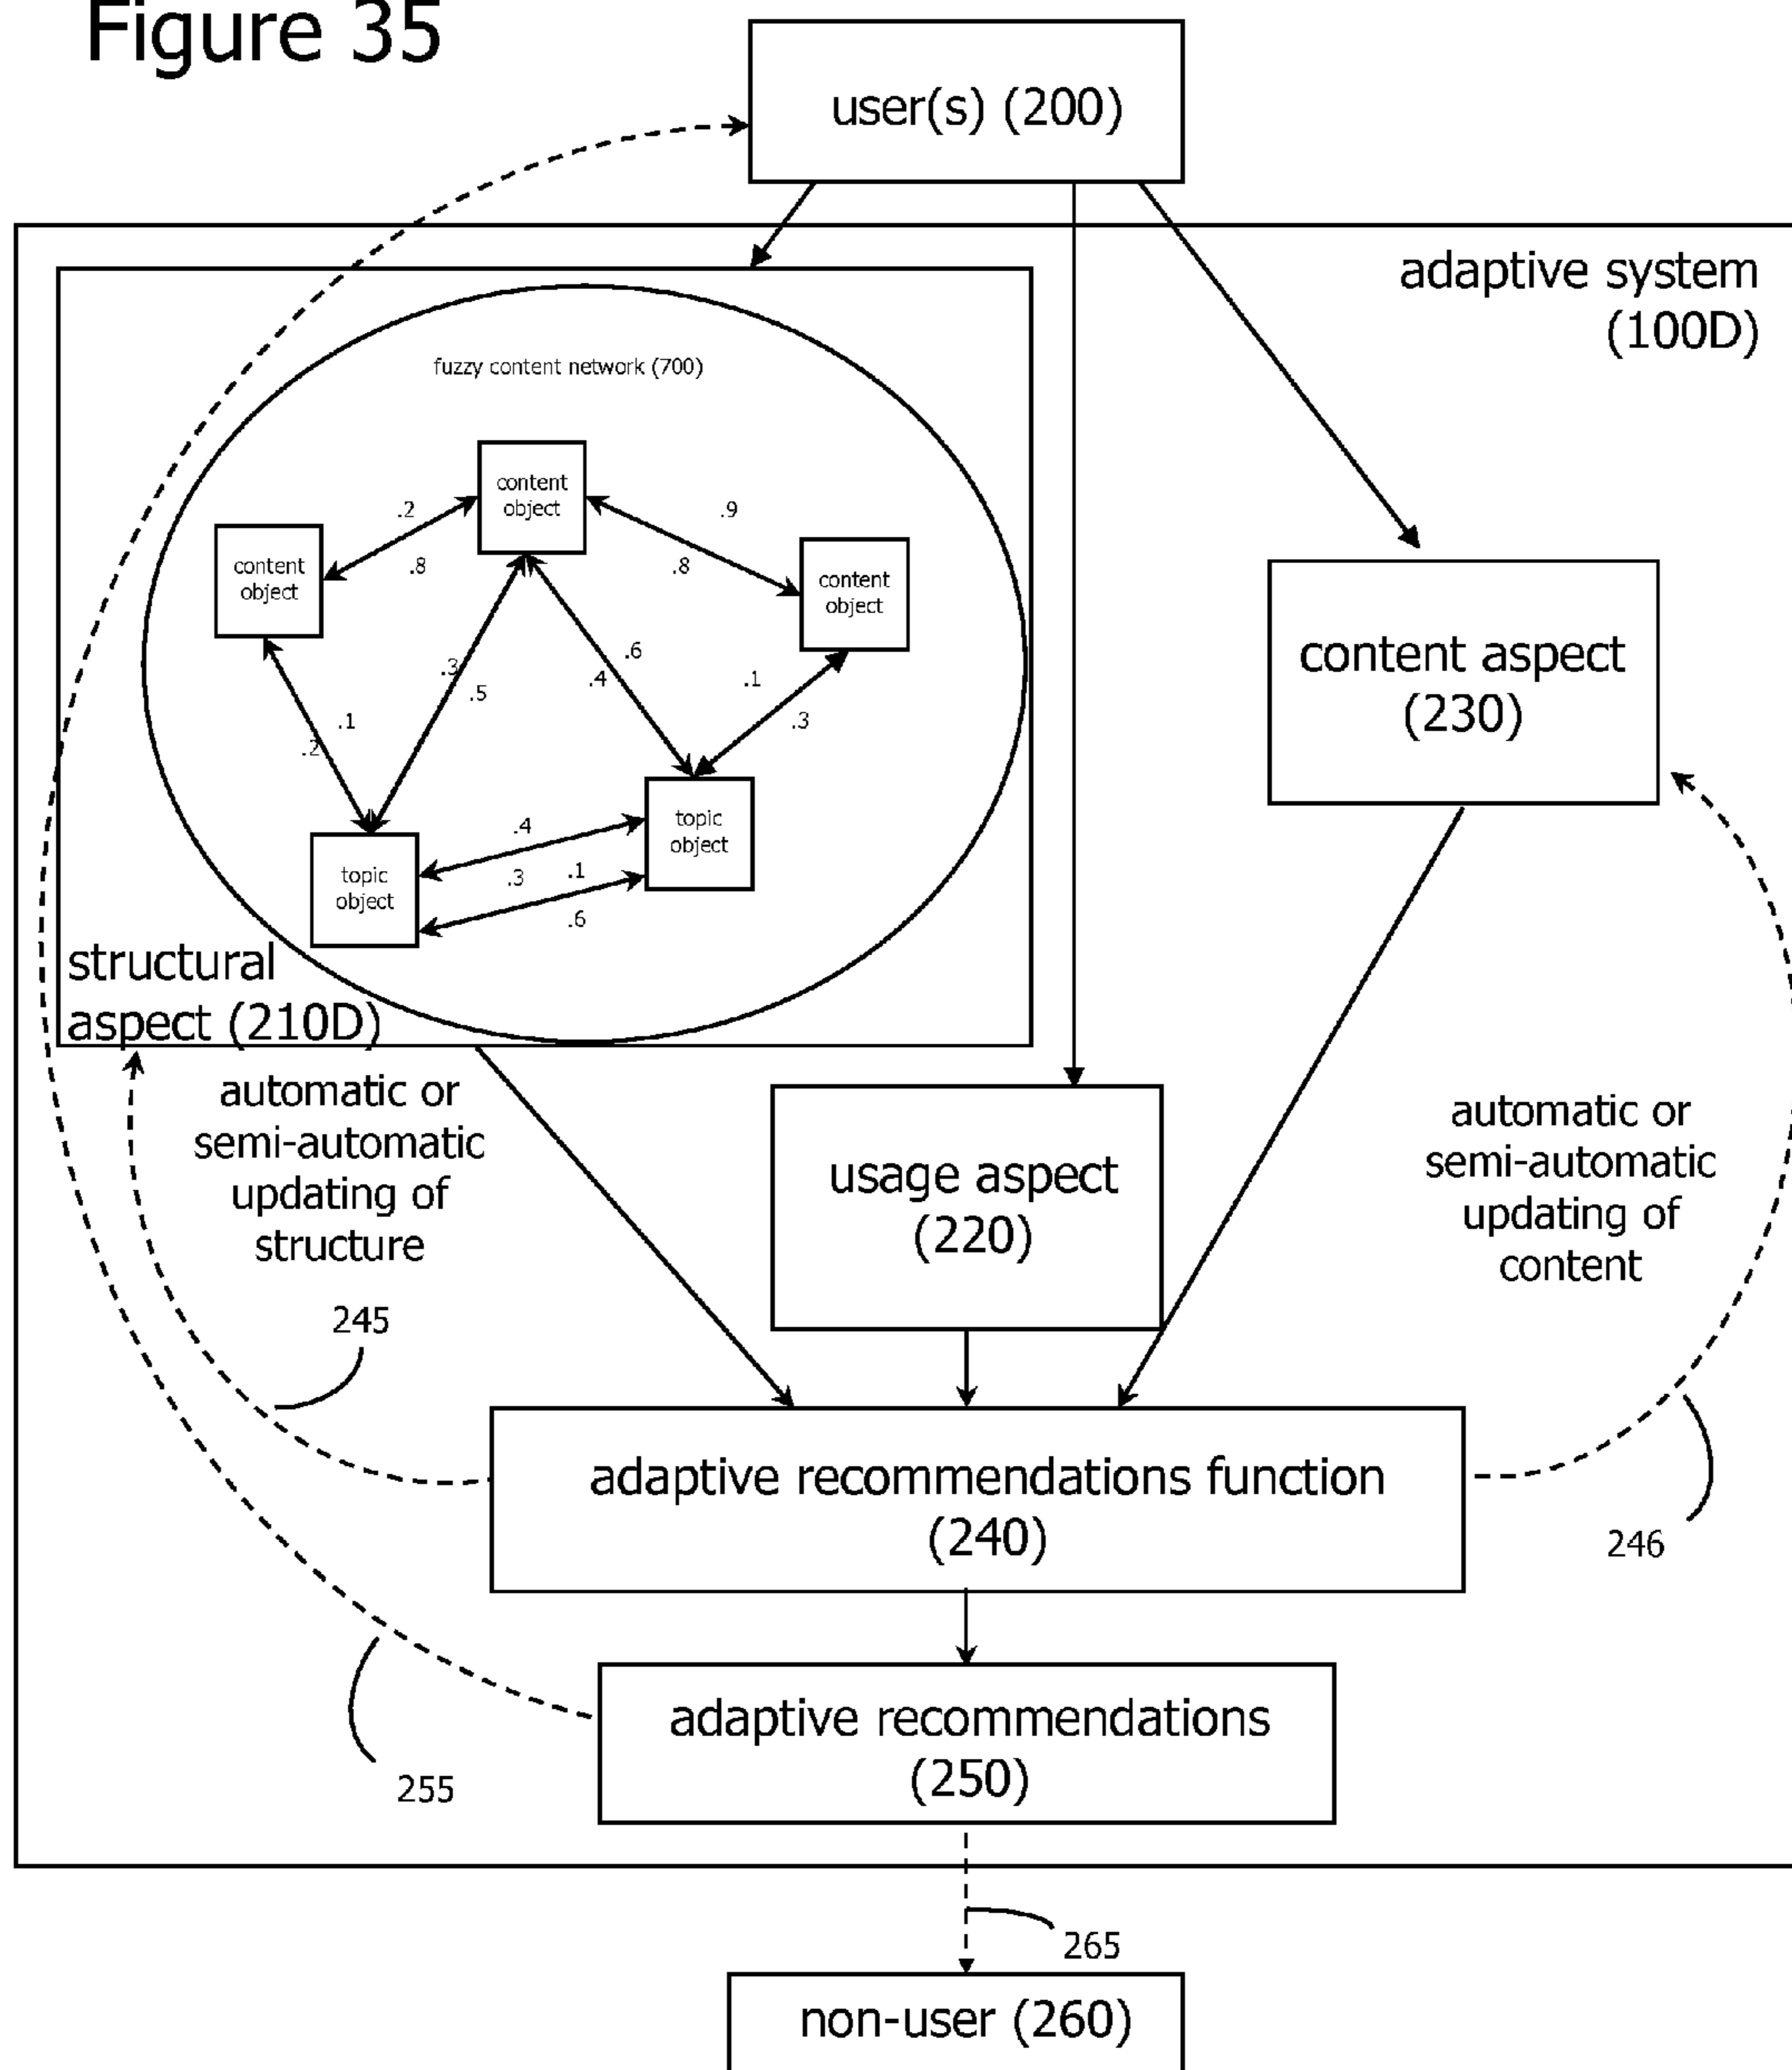 Figure 35
user(s) (200)
adaptive system
(100D)
fuzzy content network (700)
content
object
.2
.9
content
object
.8
.8
content
object
.6
.3
.4
.1
.5
.1
.3
.2
topic
object
.4
topic
object
.3
.1
.6
content aspect
(230)
structural
aspect (210D)
automatic or
semi-automatic
updating of
structure
usage aspect
(220)
automatic or
semi-automatic
updating of
content
245
adaptive recommendations function
(240)
246
adaptive recommendations
(250)
255
265
non-user (260)